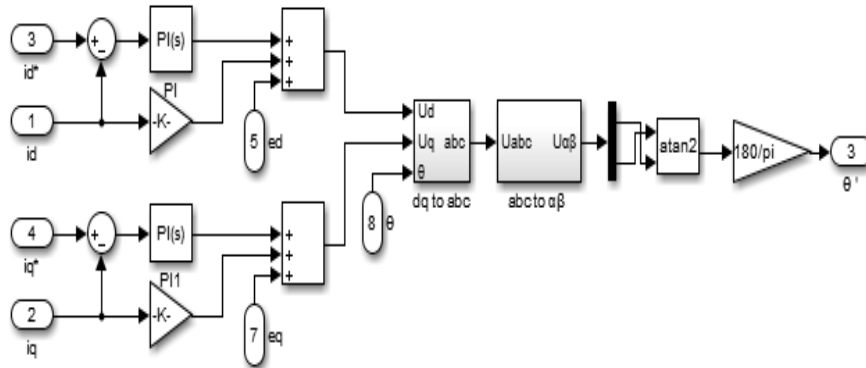 3
+
-
PI(s)
+
+
+
id*
PI
1
-K-
5
ed
id
Ud
Uq abc
θ
dq to abc
Uabc Uαβ
abc to αβ
atan2
180/pi
3
θ '
8
θ
4
+
-
PI(s)
+
+
+
iq*
PI1
2
-K-
7
eq
iq